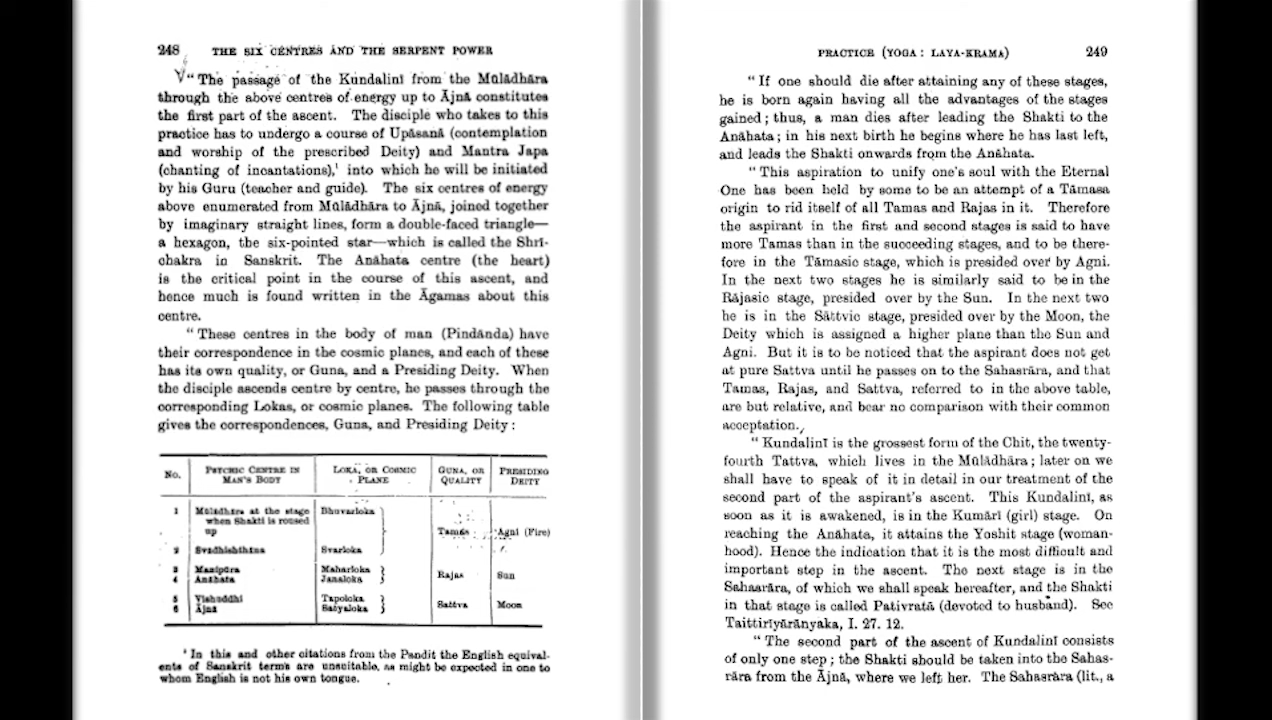 248 THE SIX CENTRES AND THE SERPENT POWER
“ The passage of the Kundalinī from the Mūlādhāra
through the above centres of energy up to Ājnā constitutes
the first part of the ascent. The disciple who takes to this
practice has to undergo a course of Upāsanā (contemplation
and worship of the prescribed Deity) and Mantra Japa
(chanting of incantations),¹ into which he will be initiated
by his Guru (teacher and guide). The six centres of energy
above enumerated from Mūlādhāra to Ājnā, joined together
by imaginary straight lines, form a double-faced triangle—
a hexagon, the six-pointed star—which is called the Shrī-
chakra in Sanskrit. The Anāhata centre (the heart)
is the critical point in the course of this ascent, and
hence much is found written in the Āgamas about this
centre.
“ These centres in the body of man (Pindānda) have
their correspondence in the cosmic planes, and each of these
has its own quality, or Guna, and a Presiding Deity. When
the disciple ascends centre by centre, he passes through the
corresponding Lokas, or cosmic planes. The following table
gives the correspondences, Guna, and Presiding Deity :
No. PSYCHIC CENTRE IN MAN'S BODY LOKA, OR COSMIC PLANE GUNA, OR QUALITY PRESIDING DEITY
1 Mūlādhāra at the stage Bhuvarloka
when Shakti is roused
up Tamas Agni (Fire)
2 Svādhishthāna Svarloka
3 Manipūra Maharloka
4 Anāhata Janaloka Rajas Sun
5 Vishuddhi Tapoloka
6 Ājnā Satyaloka Sattva Moon
¹ In this and other citations from the Pandit the English equival-
ents of Sanskrit terms are unsuitable, as might be expected in one to
whom English is not his own tongue.
PRACTICE (YOGA : LAYA-KRAMA) 249
“ If one should die after attaining any of these stages,
he is born again having all the advantages of the stages
gained ; thus, a man dies after leading the Shakti to the
Anāhata ; in his next birth he begins where he has last left,
and leads the Shakti onwards from the Anāhata.
“ This aspiration to unify one's soul with the Eternal
One has been held by some to be an attempt of a Tāmasa
origin to rid itself of all Tamas and Rajas in it. Therefore
the aspirant in the first and second stages is said to have
more Tamas than in the succeeding stages, and to be there-
fore in the Tāmasic stage, which is presided over by Agni.
In the next two stages he is similarly said to be in the
Rājasic stage, presided over by the Sun. In the next two
he is in the Sāttvic stage, presided over by the Moon, the
Deity which is assigned a higher plane than the Sun and
Agni. But it is to be noticed that the aspirant does not get
at pure Sattva until he passes on to the Sahasrāra, and that
Tamas, Rajas, and Sattva, referred to in the above table,
are but relative, and bear no comparison with their common
acceptation.
“ Kundalinī is the grossest form of the Chit, the twenty-
fourth Tattva, which lives in the Mūlādhāra ; later on we
shall have to speak of it in detail in our treatment of the
second part of the aspirant's ascent. This Kundalinī, as
soon as it is awakened, is in the Kumārī (girl) stage. On
reaching the Anāhata, it attains the Yoshit stage (woman-
hood). Hence the indication that it is the most difficult and
important step in the ascent. The next stage is in the
Sahasrāra, of which we shall speak hereafter, and the Shakti
in that stage is called Pativratā (devoted to husband). See
Taittirīyāranyaka, I. 27. 12.
“ The second part of the ascent of Kundalinī consists
of only one step ; the Shakti should be taken into the Sahas-
rāra from the Ājnā, where we left her. The Sahasrāra (lit., a